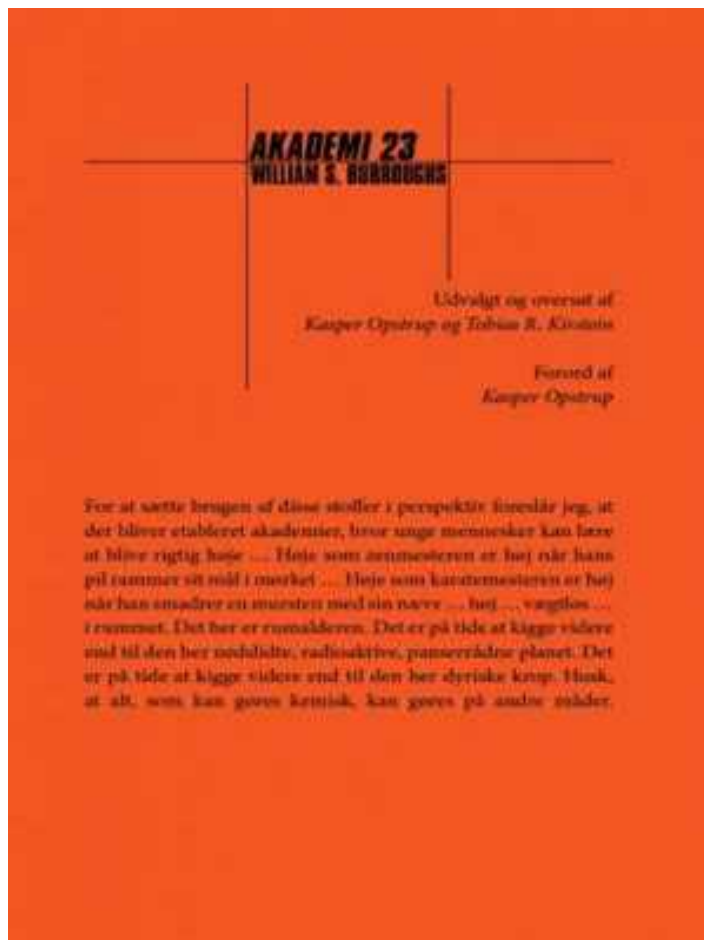 AKADEMI 23
WILLIAM S. BURROUGHS
Udvalgt og oversat af
Kasper Opstrup og Tobias R. Kirstein
Forord af
Kasper Opstrup
For at sætte brugen af disse stoffer i perspektiv foreslår jeg, at
der bliver etableret akademier, hvor unge mennesker kan lære
at blive rigtig høje … Høje som zenmesteren er høj når hans
pil rammer sit mål i mørket … Høje som karatemesteren er høj
når han smadrer en mursten med sin næve … høj … vægtløs …
i rummet. Det her er rumalderen. Det er på tide at kigge videre
end til den her nedslidte, radioaktive, panserrådne planet. Det
er på tide at kigge videre end til den her dyriske krop. Husk,
at alt, som kan gøres kemisk, kan gøres på andre måder.